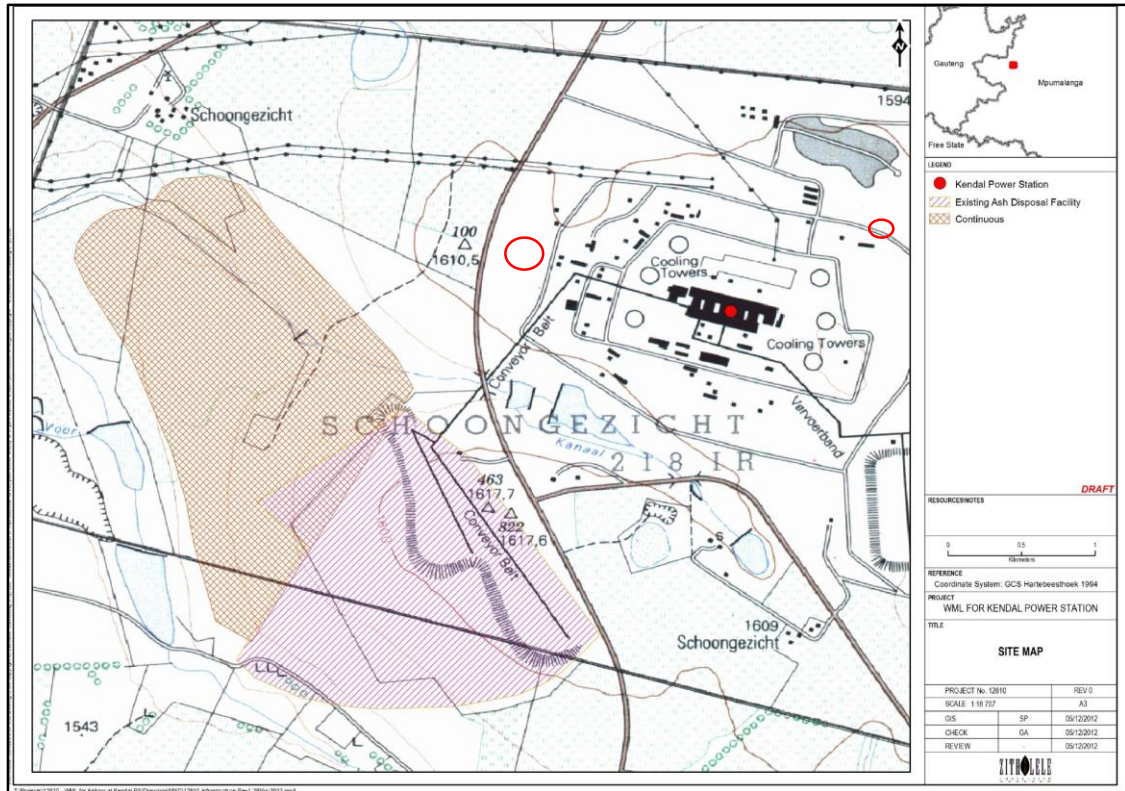 Schoongezicht
1594
100
1610,5
Cooling
Towers
Cooling Towers
Conveyor Belt
SCHOONGEZICHT
218 IR
Kanaal
Vervoerband
Voor
463
1617,7
822
1617,6
Conveyor Belt
1600
S
1609
Schoongezicht
1543
N
Gauteng
Mpumalanga
Free State
LEGEND
Kendal Power Station
Existing Ash Disposal Facility
Continuous
DRAFT
RESOURCES/NOTES
0 0.5 1
Kilometers
REFERENCE
Coordinate System: GCS Hartebeesthoek 1994
PROJECT
WML FOR KENDAL POWER STATION
TITLE
SITE MAP
PROJECT No. 12810 REV 0
SCALE 1:18 707 A3
GIS SP 05/12/2012
CHECK GA 05/12/2012
REVIEW - 05/12/2012
ZITHOLELE